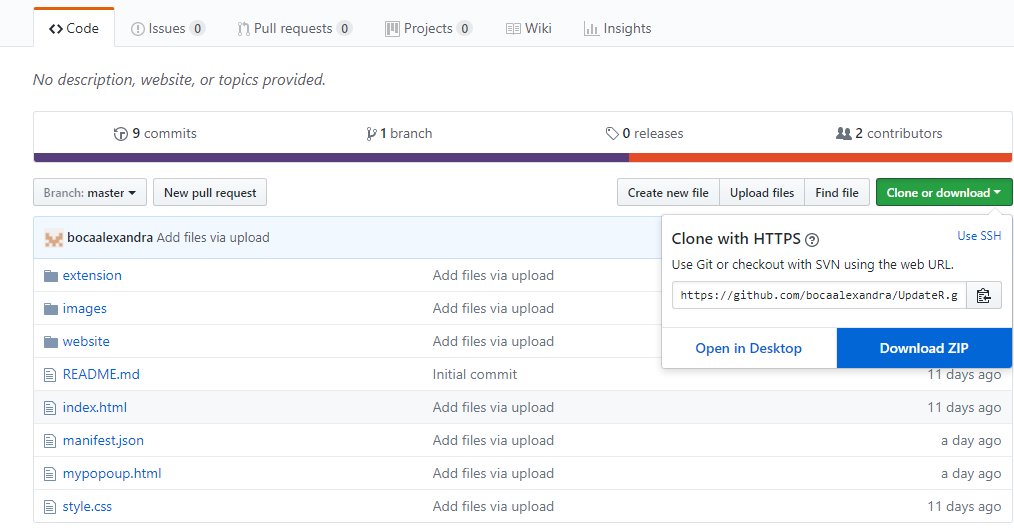 Code Issues 0 Pull requests 0 Projects 0 Wiki Insights
No description, website, or topics provided.
9 commits 1 branch 0 releases 2 contributors
Branch: master New pull request Create new file Upload files Find file Clone or download
bocaalexandra Add files via upload
Clone with HTTPS ? Use SSH
Use Git or checkout with SVN using the web URL.
https://github.com/bocaalexandra/UpdateR.g
Open in Desktop Download ZIP
extension Add files via upload
images Add files via upload
website Add files via upload
README.md Initial commit 11 days ago
index.html Add files via upload 11 days ago
manifest.json Add files via upload a day ago
mypopoup.html Add files via upload a day ago
style.css Add files via upload 11 days ago